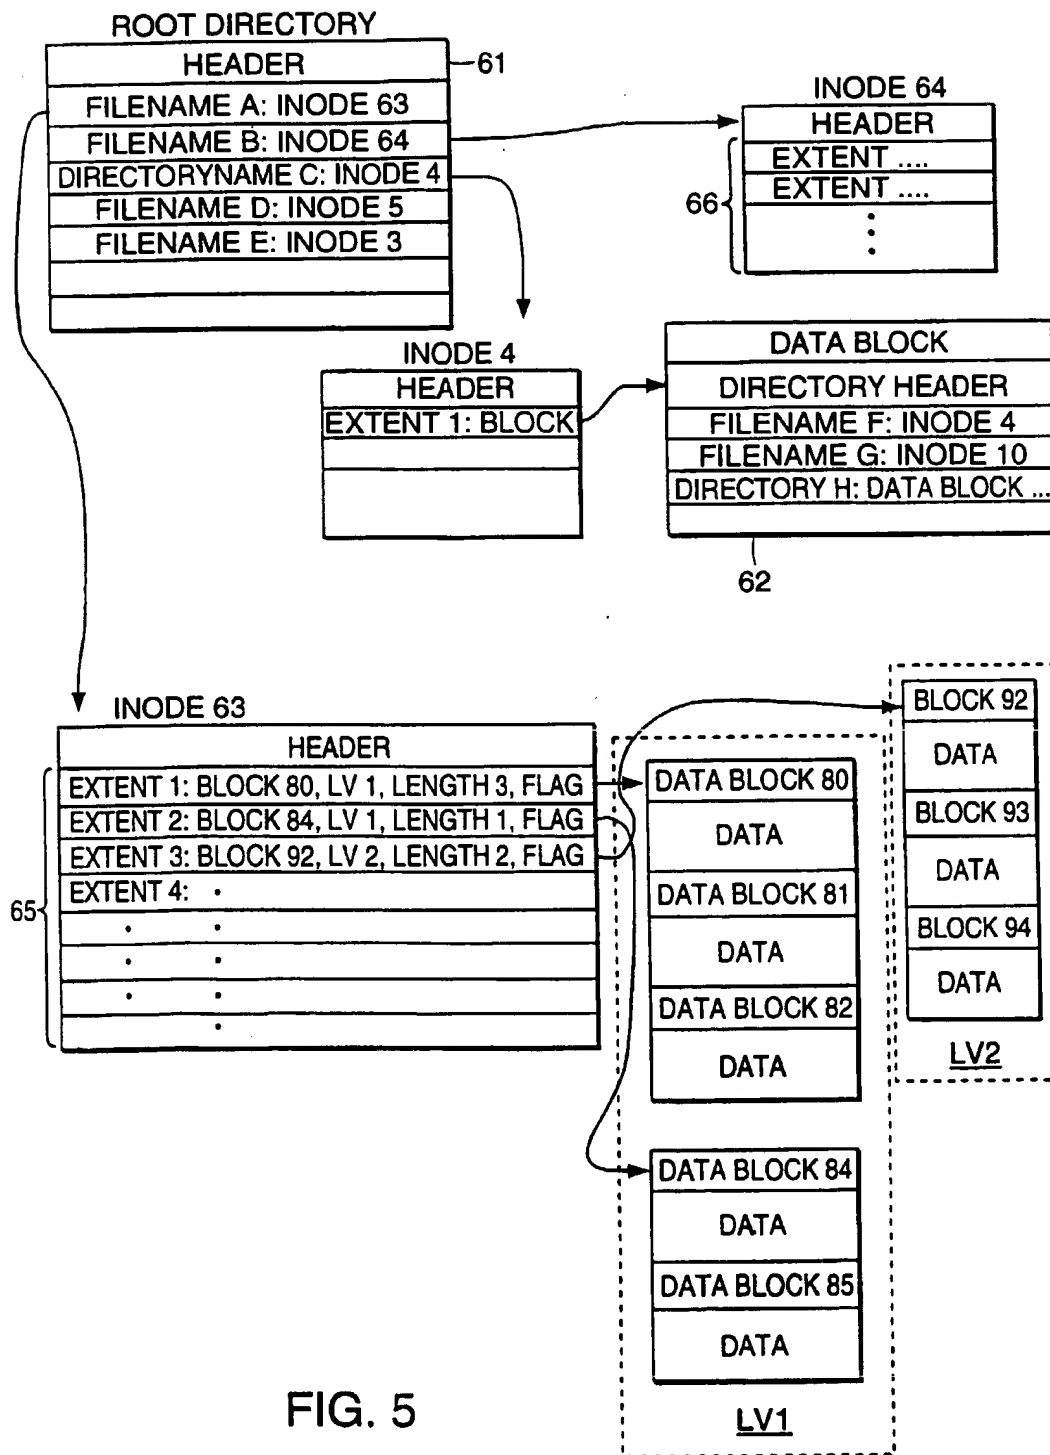 ROOT DIRECTORY
HEADER
61
FILENAME A: INODE 63
FILENAME B: INODE 64
DIRECTORYNAME C: INODE 4
FILENAME D: INODE 5
FILENAME E: INODE 3
INODE 64
HEADER
EXTENT ....
EXTENT ....
66
INODE 4
HEADER
EXTENT 1: BLOCK
DATA BLOCK
DIRECTORY HEADER
FILENAME F: INODE 4
FILENAME G: INODE 10
DIRECTORY H: DATA BLOCK ...
62
INODE 63
HEADER
EXTENT 1: BLOCK 80, LV 1, LENGTH 3, FLAG
EXTENT 2: BLOCK 84, LV 1, LENGTH 1, FLAG
EXTENT 3: BLOCK 92, LV 2, LENGTH 2, FLAG
EXTENT 4:
65
DATA BLOCK 80
DATA
DATA BLOCK 81
DATA
DATA BLOCK 82
DATA
DATA BLOCK 84
DATA
DATA BLOCK 85
DATA
LV1
BLOCK 92
DATA
BLOCK 93
DATA
BLOCK 94
DATA
LV2
FIG. 5